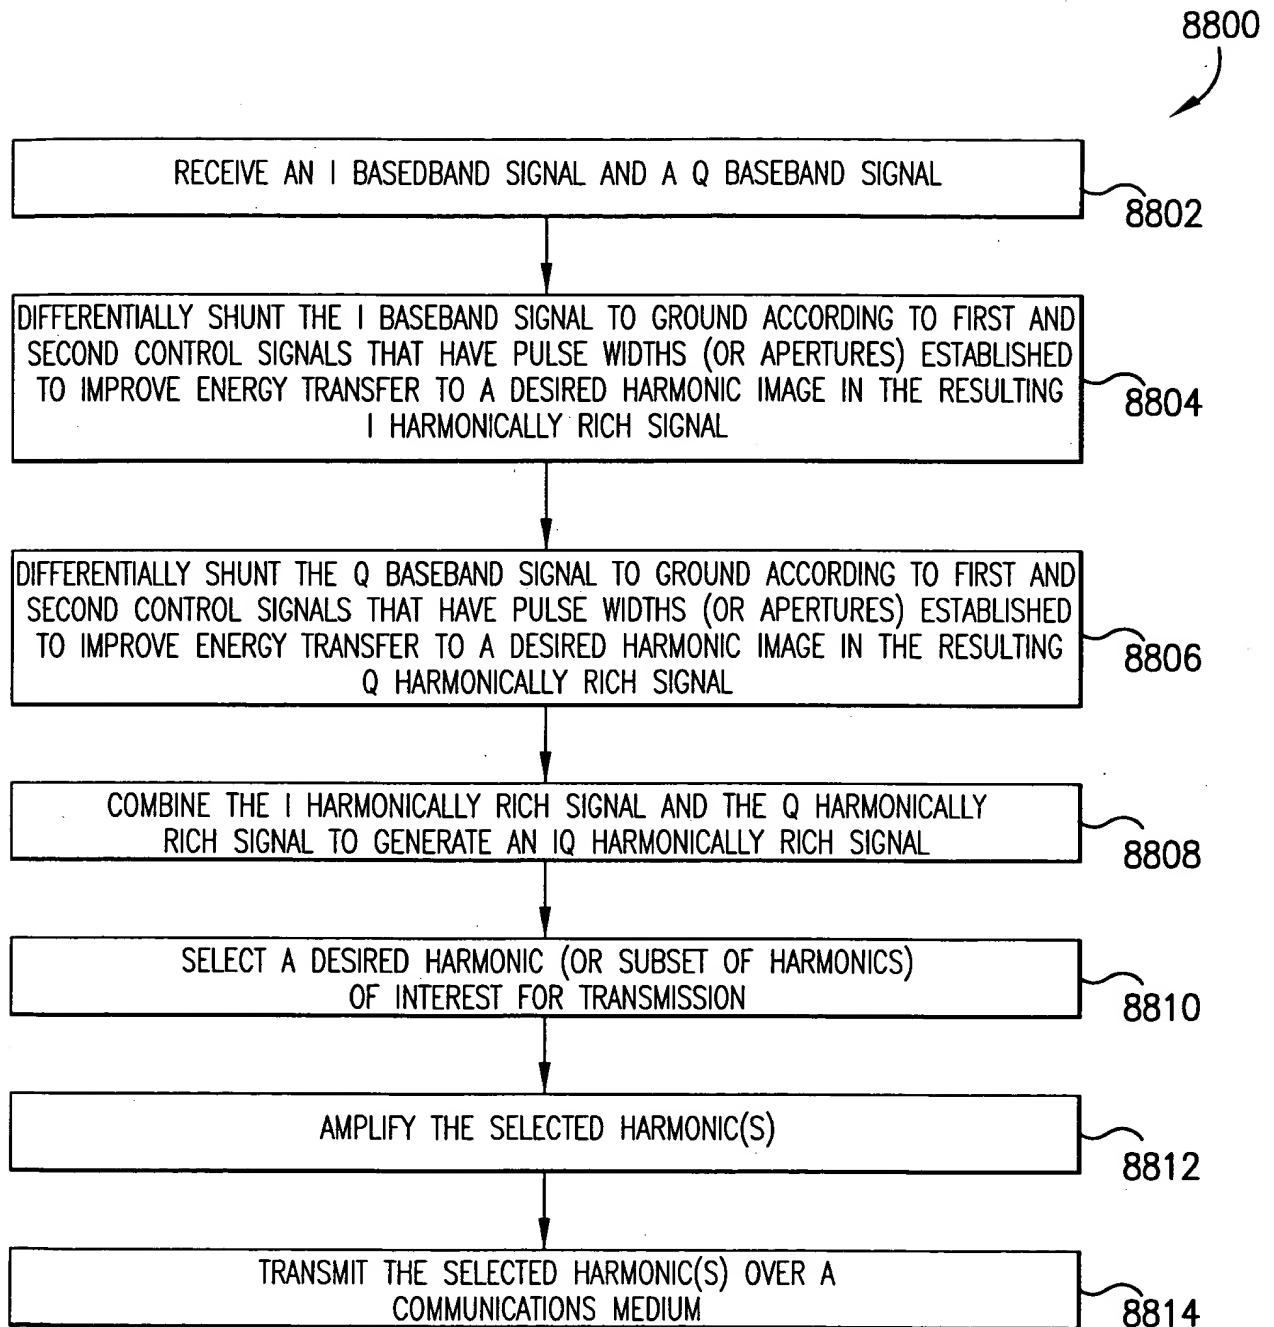 8800
RECEIVE AN I BASEDBAND SIGNAL AND A Q BASEBAND SIGNAL
8802
DIFFERENTIALLY SHUNT THE I BASEBAND SIGNAL TO GROUND ACCORDING TO FIRST AND
SECOND CONTROL SIGNALS THAT HAVE PULSE WIDTHS (OR APERTURES) ESTABLISHED
TO IMPROVE ENERGY TRANSFER TO A DESIRED HARMONIC IMAGE IN THE RESULTING
I HARMONICALLY RICH SIGNAL
8804
DIFFERENTIALLY SHUNT THE Q BASEBAND SIGNAL TO GROUND ACCORDING TO FIRST AND
SECOND CONTROL SIGNALS THAT HAVE PULSE WIDTHS (OR APERTURES) ESTABLISHED
TO IMPROVE ENERGY TRANSFER TO A DESIRED HARMONIC IMAGE IN THE RESULTING
Q HARMONICALLY RICH SIGNAL
8806
COMBINE THE I HARMONICALLY RICH SIGNAL AND THE Q HARMONICALLY
RICH SIGNAL TO GENERATE AN IQ HARMONICALLY RICH SIGNAL
8808
SELECT A DESIRED HARMONIC (OR SUBSET OF HARMONICS)
OF INTEREST FOR TRANSMISSION
8810
AMPLIFY THE SELECTED HARMONIC(S)
8812
TRANSMIT THE SELECTED HARMONIC(S) OVER A
COMMUNICATIONS MEDIUM
8814